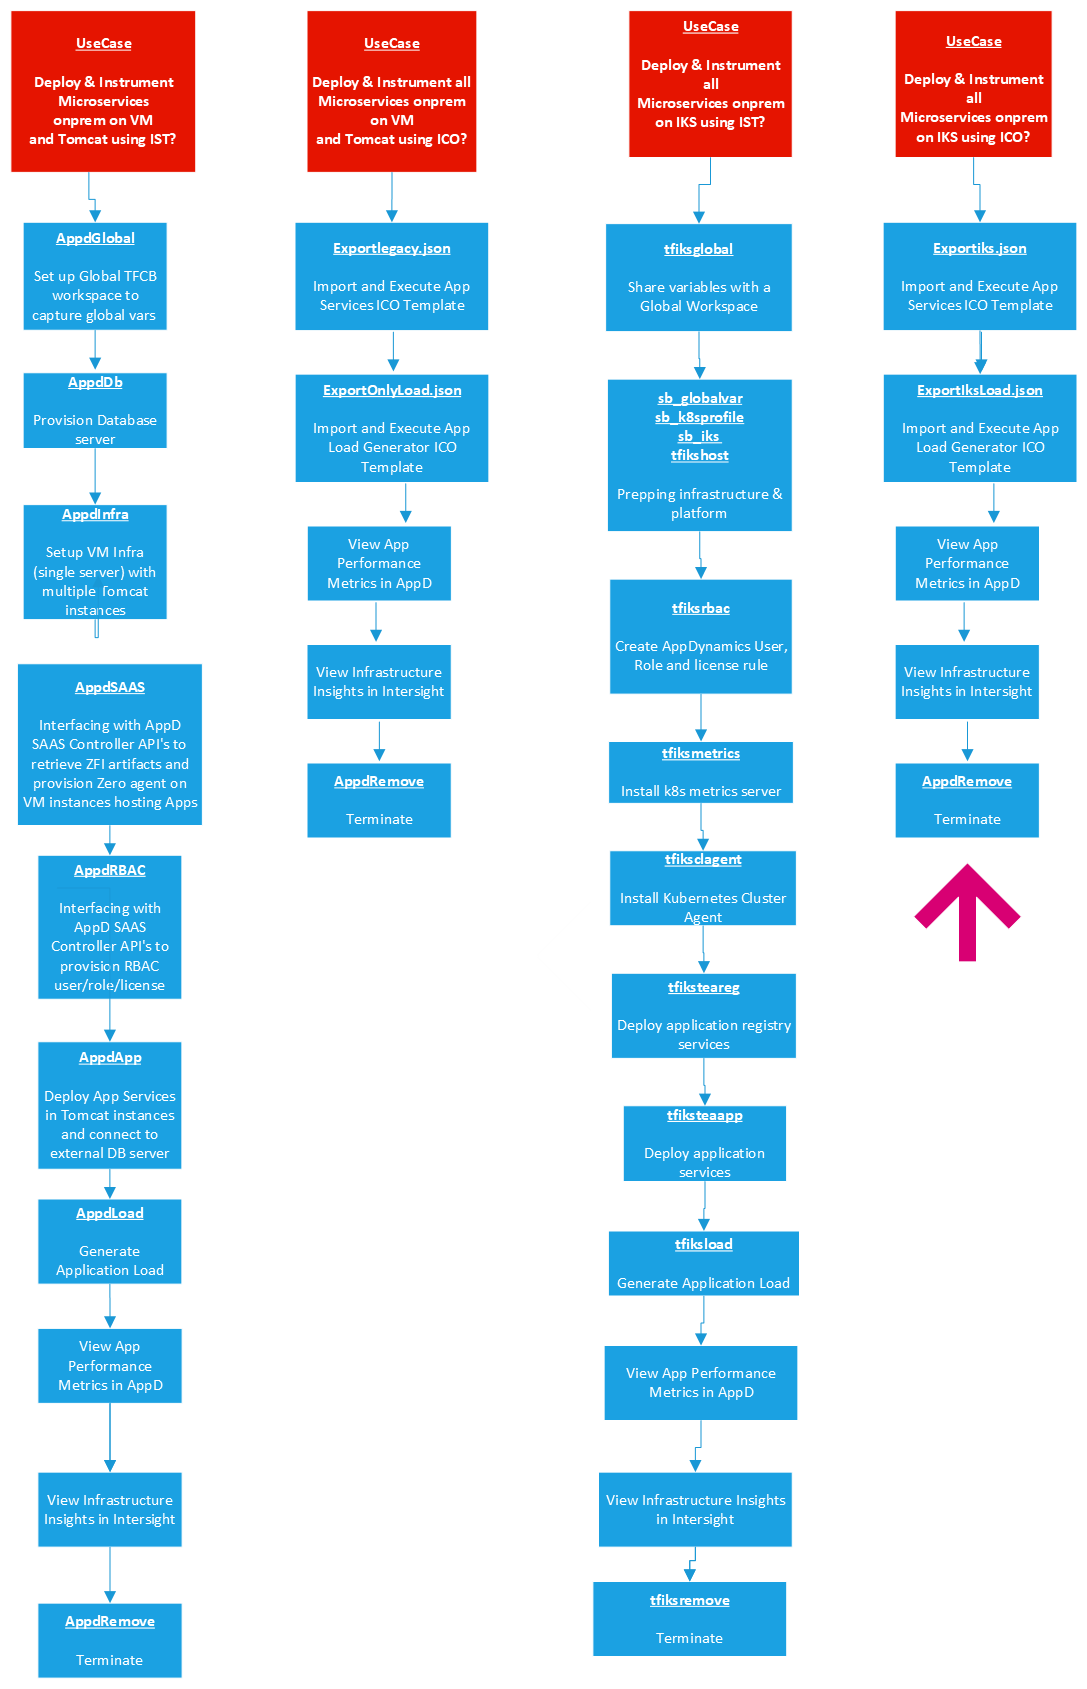 UseCase
Deploy & Instrument
Microservices
onprem on VM
and Tomcat using IST?
AppdGlobal
Set up Global TFCB
workspace to
capture global vars
AppdDb
Provision Database
server
AppdInfra
Setup VM Infra
(single server) with
multiple Tomcat
instances
AppdSAAS
Interfacing with AppD
SAAS Controller API's to
retrieve ZFI artifacts and
provision Zero agent on
VM instances hosting Apps
AppdRBAC
Interfacing with
AppD SAAS
Controller API's to
provision RBAC
user/role/license
AppdApp
Deploy App Services
in Tomcat instances
and connect to
external DB server
AppdLoad
Generate
Application Load
View App
Performance
Metrics in AppD
View Infrastructure
Insights in Intersight
AppdRemove
Terminate
UseCase
Deploy & Instrument all
Microservices onprem
on VM
and Tomcat using ICO?
Exportlegacy.json
Import and Execute App
Services ICO Template
ExportOnlyLoad.json
Import and Execute App
Load Generator ICO
Template
View App
Performance
Metrics in AppD
View Infrastructure
Insights in Intersight
AppdRemove
Terminate
UseCase
Deploy & Instrument
all
Microservices onprem
on IKS using IST?
tfiksglobal
Share variables with a
Global Workspace
sb_globalvar
sb_k8sprofile
sb_iks
tfikshost
Prepping infrastructure &
platform
tfiksrbac
Create AppDynamics User,
Role and license rule
tfiksmetrics
Install k8s metrics server
tfiksclagent
Install Kubernetes Cluster
Agent
tfiksteareg
Deploy application registry
services
tfiksteaapp
Deploy application
services
tfiksload
Generate Application Load
View App Performance
Metrics in AppD
View Infrastructure Insights
in Intersight
tfiksremove
Terminate
UseCase
Deploy & Instrument
all
Microservices onprem
on IKS using ICO?
Exportiks.json
Import and Execute App
Services ICO Template
ExportIksLoad.json
Import and Execute App
Load Generator ICO
Template
View App
Performance
Metrics in AppD
View Infrastructure
Insights in Intersight
AppdRemove
Terminate